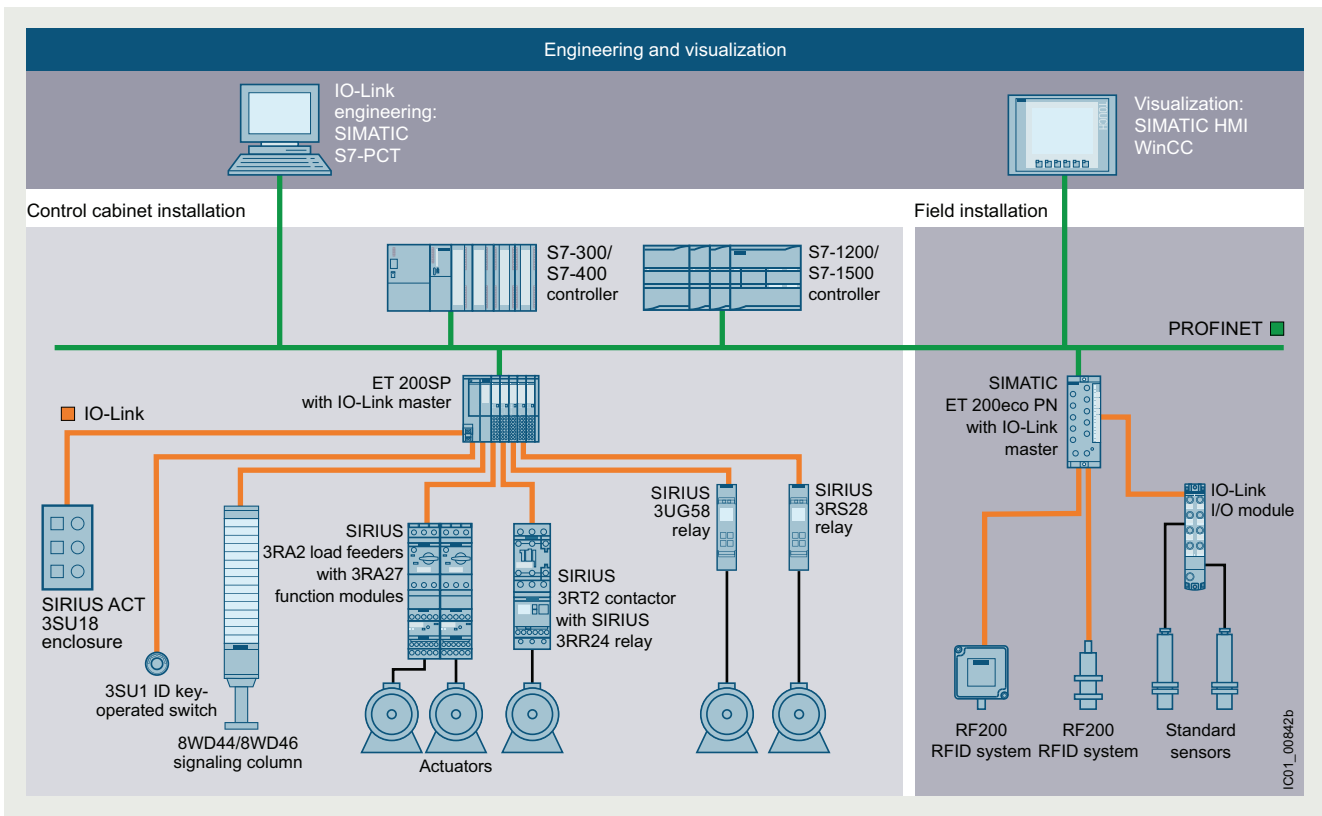 Engineering and visualization
IO-Link
engineering:
SIMATIC
S7-PCT
TOUCH
Visualization:
SIMATIC HMI
WinCC
Control cabinet installation
Field installation
S7-300/
S7-400
controller
S7-1200/
S7-1500
controller
PROFINET
ET 200SP
with IO-Link master
IO-Link
SIMATIC
ET 200eco PN
with IO-Link
master
SIRIUS ACT
3SU18
enclosure
3SU1 ID key-
operated switch
8WD44/8WD46
signaling column
SIRIUS
3RA2 load feeders
with 3RA27
function modules
SIRIUS
3RT2 contactor
with SIRIUS
3RR24 relay
SIRIUS
3UG58
relay
SIRIUS
3RS28
relay
IO-Link
I/O module
Actuators
RF200
RFID system
RF200
RFID system
Standard
sensors
IC01_00842b